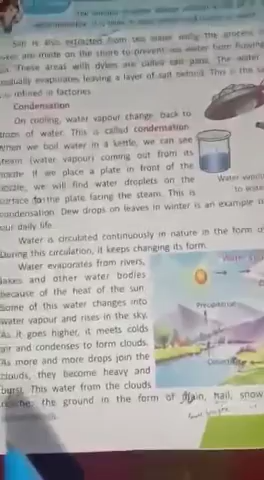 Salt is also extracted from sea water using the process
are made on the shore to prevent sea water from flowing
These areas with dykes are called salt pans. The water
gradually evaporates leaving a layer of salt behind. This is the sa
refined in factories.
Condensation
On cooling, water vapour change back to
drops of water. This is called condensation
When we boil water in a kettle, we can see
steam (water vapour) coming out from its
nozzle. If we place a plate in front of the
nozzle, we will find water droplets on the
surface to the plate facing the steam. This is
condensation. Dew drops on leaves in winter is an example
our daily life.
Water
to wate
Water is circulated continuously in nature in the form o
During this circulation, it keeps changing its form.
Water evaporates from rivers,
lakes and other water bodies
because of the heat of the sun
Some of this water changes into
water vapour and rises in the sky.
As it goes higher, it meets colds
air and condenses to form clouds.
As more and more drops join the
clouds, they become heavy and
burst. This water from the clouds
reaches the ground in the form of rain, hail, snow
Water
Precipitation